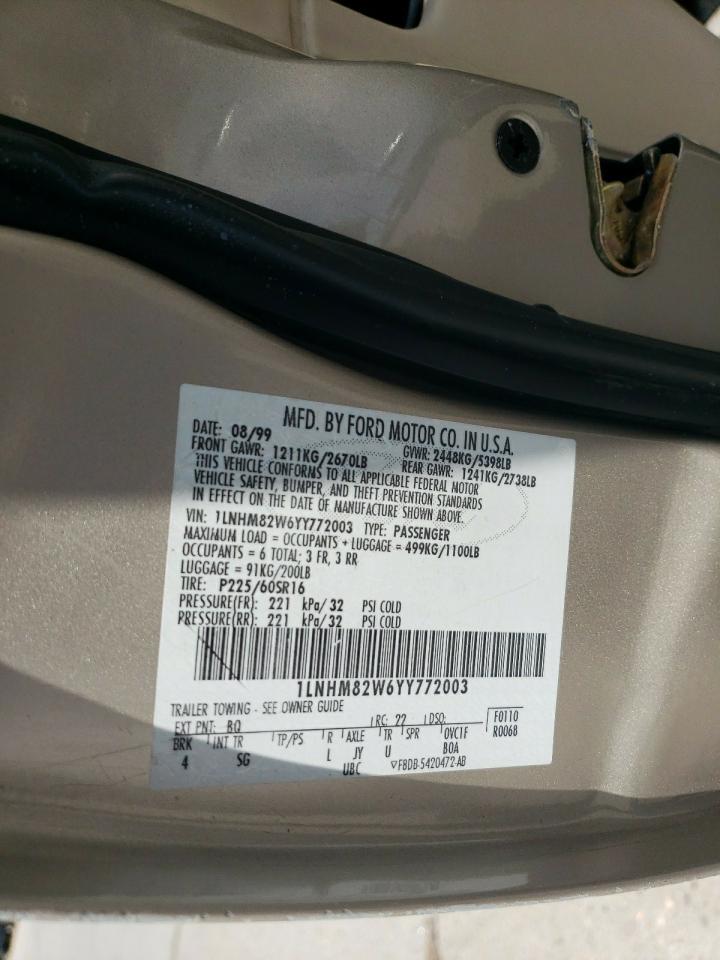 MFD. BY FORD MOTOR CO. IN U.S.A.
DATE: 08/99 GVWR: 2448KG/5398LB
FRONT GAWR: 1211KG/2670LB REAR GAWR: 1241KG/2738LB
THIS VEHICLE CONFORMS TO ALL APPLICABLE FEDERAL MOTOR
VEHICLE SAFETY, BUMPER, AND THEFT PREVENTION STANDARDS
IN EFFECT ON THE DATE OF MANUFACTURE SHOWN ABOVE.
VIN: 1LNHM82W6YY772003 TYPE: PASSENGER
MAXIMUM LOAD = OCCUPANTS + LUGGAGE = 499KG/1100LB
OCCUPANTS = 6 TOTAL; 3 FR, 3 RR
LUGGAGE = 91KG/200LB
TIRE: P225/60SR16
PRESSURE(FR): 221 kPa/32 PSI COLD
PRESSURE(RR): 221 kPa/32 PSI COLD
1LNHM82W6YY772003
TRAILER TOWING - SEE OWNER GUIDE
EXT PNT: BQ RC: 22 DSO: F0110
BRK INT TR TP/PS R AXLE TR SPR OVC1F R0068
4 SG L JY U BOA
UBC ▽F8DB-5420472-AB